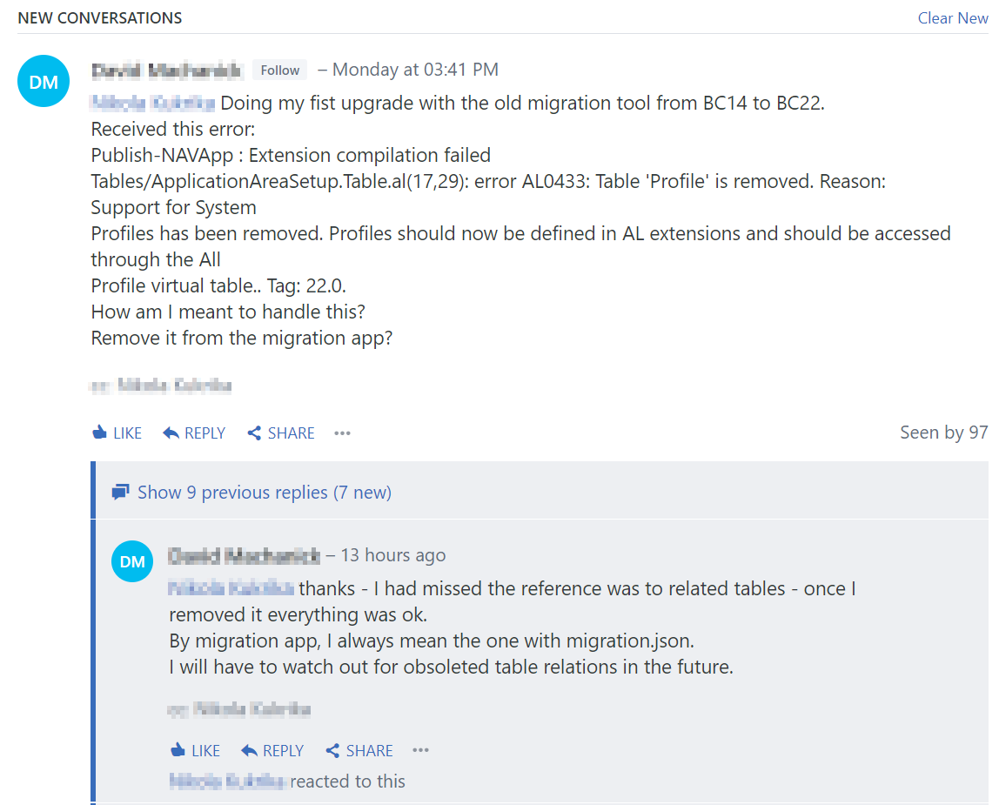 NEW CONVERSATIONS
Clear New
DM
Follow – Monday at 03:41 PM
Doing my fist upgrade with the old migration tool from BC14 to BC22.
Received this error:
Publish-NAVApp : Extension compilation failed
Tables/ApplicationAreaSetup.Table.al(17,29): error AL0433: Table 'Profile' is removed. Reason:
Support for System
Profiles has been removed. Profiles should now be defined in AL extensions and should be accessed
through the All
Profile virtual table.. Tag: 22.0.
How am I meant to handle this?
Remove it from the migration app?
LIKE REPLY SHARE
Seen by 97
Show 9 previous replies (7 new)
DM
– 13 hours ago
thanks - I had missed the reference was to related tables - once I
removed it everything was ok.
By migration app, I always mean the one with migration.json.
I will have to watch out for obsoleted table relations in the future.
LIKE REPLY SHARE
reacted to this